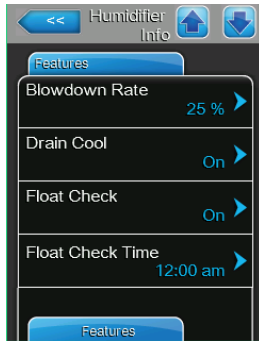 <<
Humidifier
Info
Features
Blowdown Rate
25 %
Drain Cool
On
Float Check
On
Float Check Time
12:00 am
Features